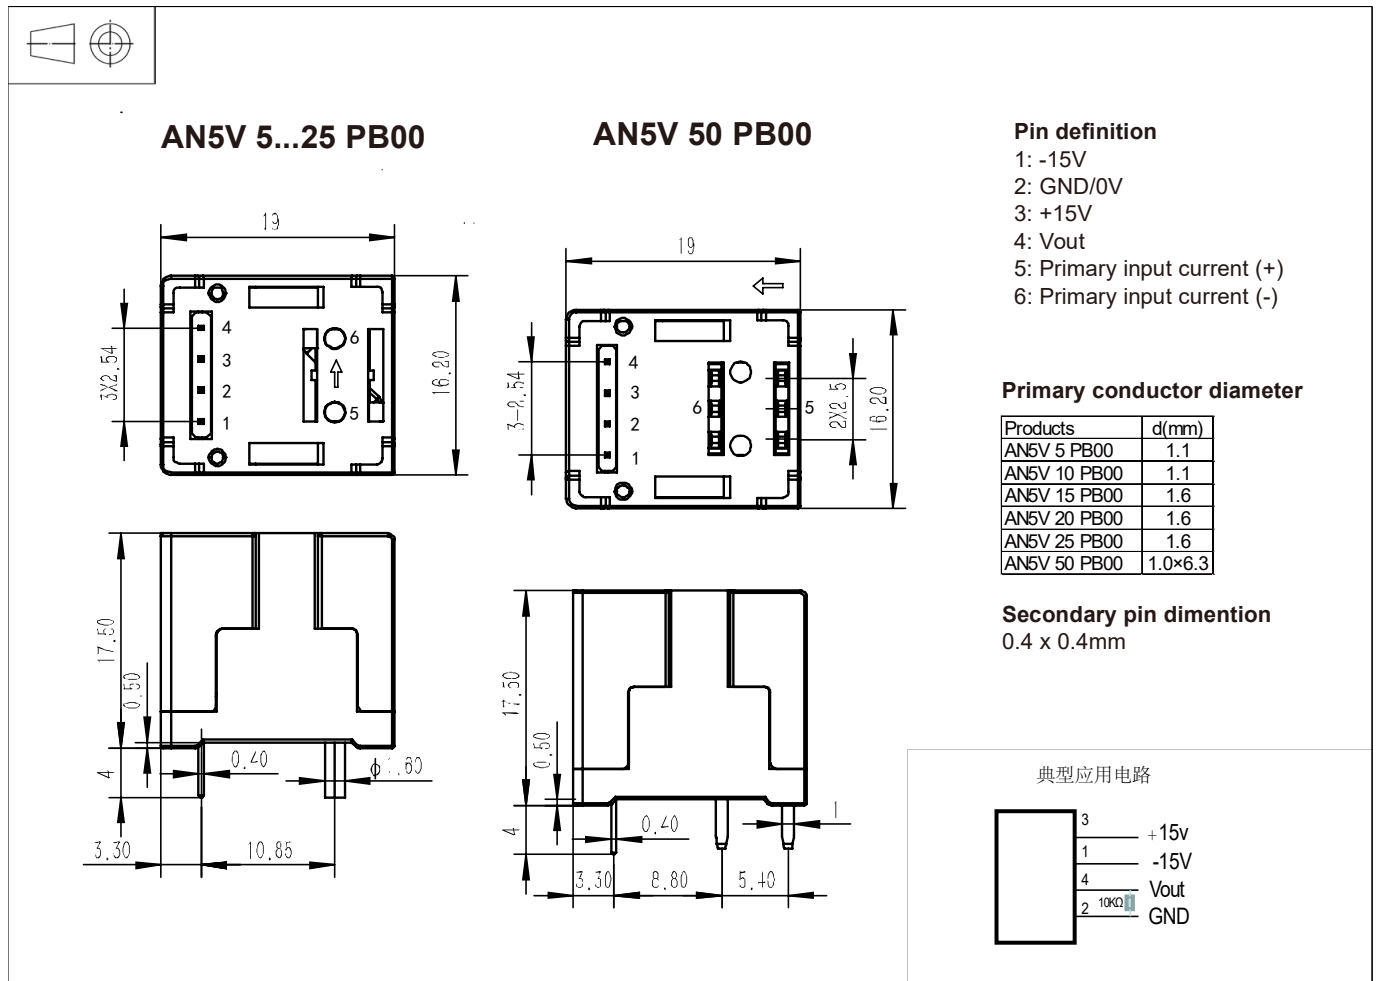 AN5V 5...25 PB00
AN5V 50 PB00
19
4
3
2
1
6
5
3X2.54
16.20
19
4
3
2
1
6
5
3-2.54
2X2.5
16.20
17.50
0.50
4
0.40
ϕ1.60
3.30
10.85
17.50
0.50
4
0.40
1
3.30
8.80
5.40
Pin definition
1: -15V
2: GND/0V
3: +15V
4: Vout
5: Primary input current (+)
6: Primary input current (-)
Primary conductor diameter
Products d(mm)
AN5V 5 PB00 1.1
AN5V 10 PB00 1.1
AN5V 15 PB00 1.6
AN5V 20 PB00 1.6
AN5V 25 PB00 1.6
AN5V 50 PB00 1.0×6.3
Secondary pin dimention
0.4 x 0.4mm
典型应用电路
3 +15v
1 -15V
4 Vout
10KΩ
2 GND